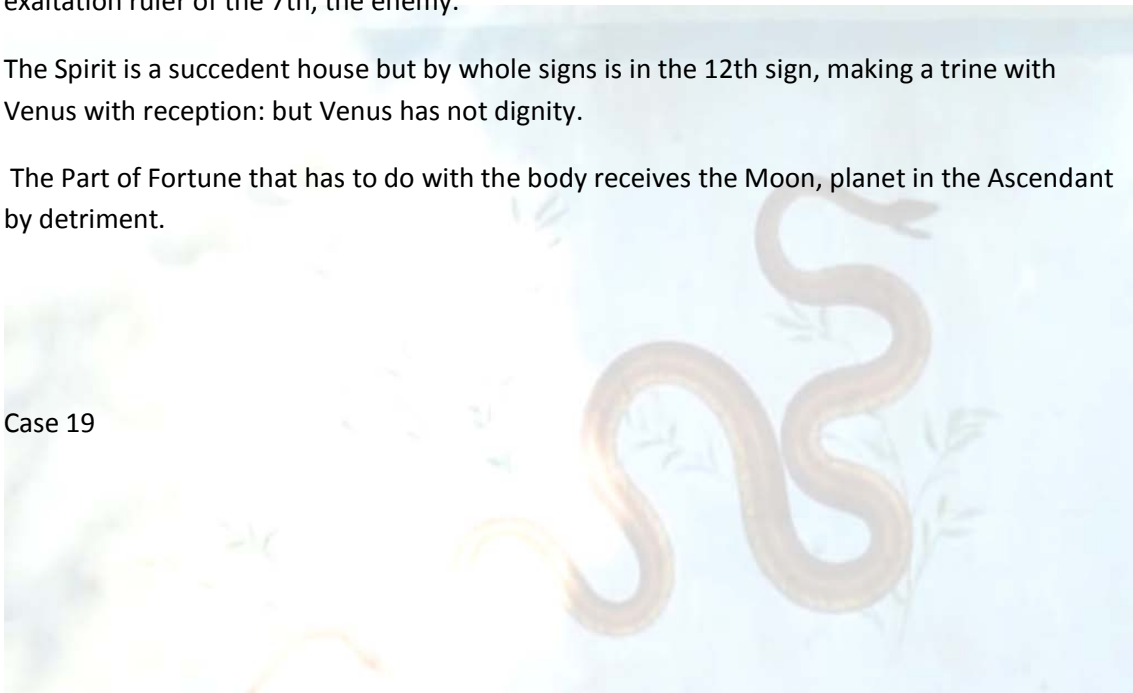 exaltation ruler of the 7th, the enemy.
The Spirit is a succedent house but by whole signs is in the 12th sign, making a trine with
Venus with reception: but Venus has not dignity.
The Part of Fortune that has to do with the body receives the Moon, planet in the Ascendant
by detriment.
Case 19